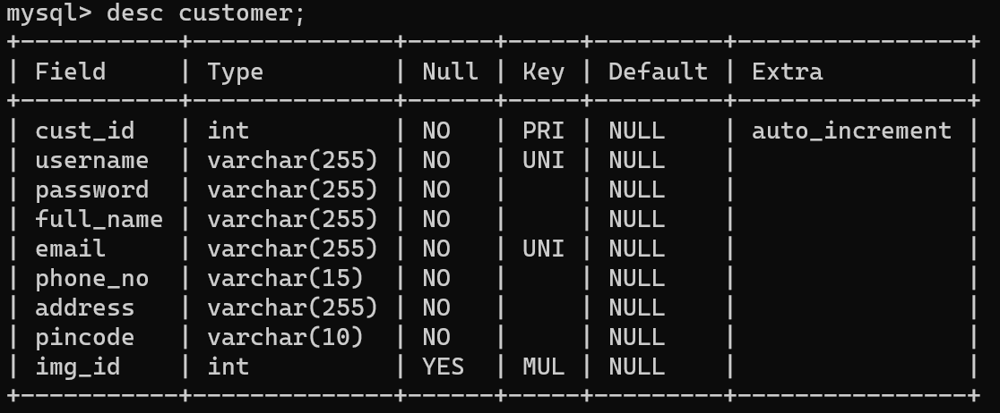 mysql> desc customer;
+-----------+--------------+------+-----+---------+----------------+
| Field     | Type         | Null | Key | Default | Extra          |
+-----------+--------------+------+-----+---------+----------------+
| cust_id   | int          | NO   | PRI | NULL    | auto_increment |
| username  | varchar(255) | NO   | UNI | NULL    |                |
| password  | varchar(255) | NO   |     | NULL    |                |
| full_name | varchar(255) | NO   |     | NULL    |                |
| email     | varchar(255) | NO   | UNI | NULL    |                |
| phone_no  | varchar(15)  | NO   |     | NULL    |                |
| address   | varchar(255) | NO   |     | NULL    |                |
| pincode   | varchar(10)  | NO   |     | NULL    |                |
| img_id    | int          | YES  | MUL | NULL    |                |
+-----------+--------------+------+-----+---------+----------------+